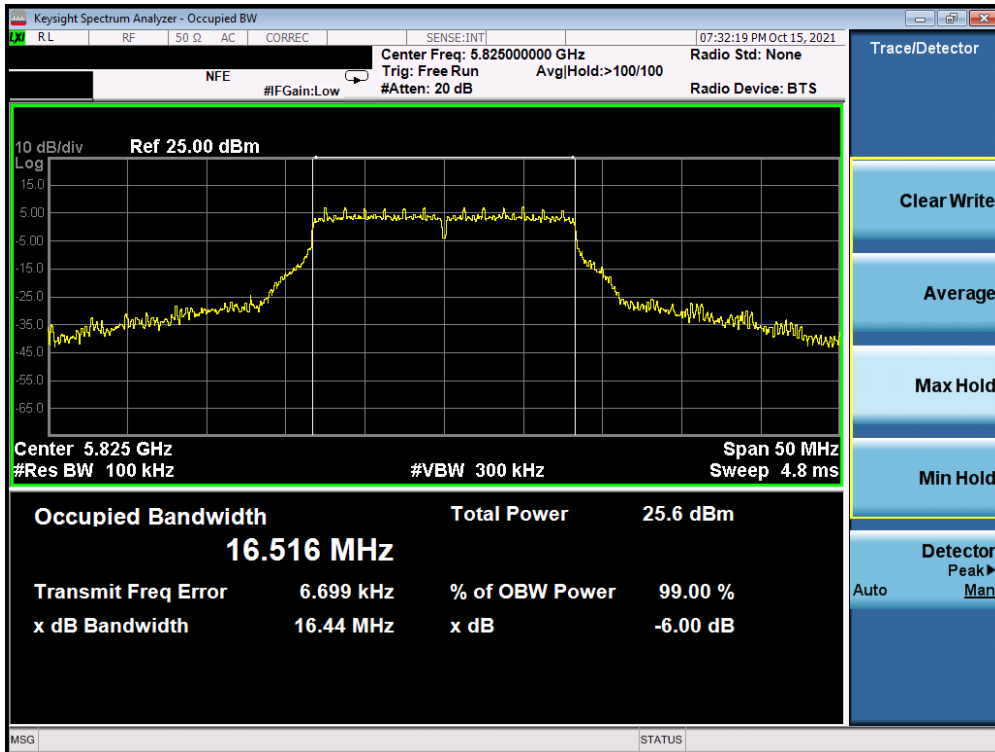 Keysight Spectrum Analyzer - Occupied BW
LXI RL RF 50 Ω AC CORREC SENSE:INT 07:32:19 PM Oct 15, 2021
Center Freq: 5.825000000 GHz Radio Std: None
NFE Trig: Free Run Avg|Hold:>100/100
#IFGain:Low #Atten: 20 dB Radio Device: BTS
Trace/Detector
10 dB/div Ref 25.00 dBm
Log
15.0
5.00
-5.00
-15.0
-25.0
-35.0
-45.0
-55.0
-65.0
Center 5.825 GHz Span 50 MHz
#Res BW 100 kHz #VBW 300 kHz Sweep 4.8 ms
Occupied Bandwidth Total Power 25.6 dBm
16.516 MHz
Transmit Freq Error 6.699 kHz % of OBW Power 99.00 %
x dB Bandwidth 16.44 MHz x dB -6.00 dB
Clear Write
Average
Max Hold
Min Hold
Detector
Peak▶
Auto Man
MSG STATUS